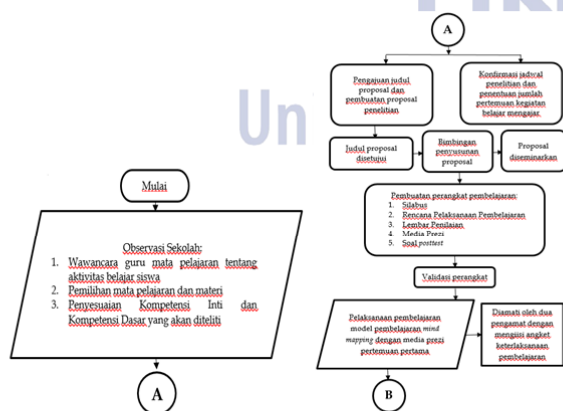 Un
Mulai
Observasi Sekolah:
1. Wawancara guru mata pelajaran tentang
aktivitas belajar siswa
2. Pemilihan mata pelajaran dan materi
3. Penyesuaian Kompetensi Inti dan
Kompetensi Dasar yang akan diteliti
A
A
Pengajuan judul
proposal dan
pembuatan proposal
penelitian
Konfirmasi jadwal
penelitian dan
penentuan jumlah
pertemuan kegiatan
belajar mengajar
Judul proposal
disetujui
Bimbingan
penyusunan
proposal
Proposal
diseminarkan
Pembuatan perangkat pembelajaran:
1. Silabus
2. Rencana Pelaksanaan Pembelajaran
3. Lembar Penilaian
4. Media Prezi
5. Soal posttest
Validasi perangkat
Pelaksanaan pembelajaran
model pembelajaran mind
mapping dengan media prezi
pertemuan pertama
Diamati oleh dua
pengamat dengan
mengisi angket
keterlaksanaan
pembelajaran
B